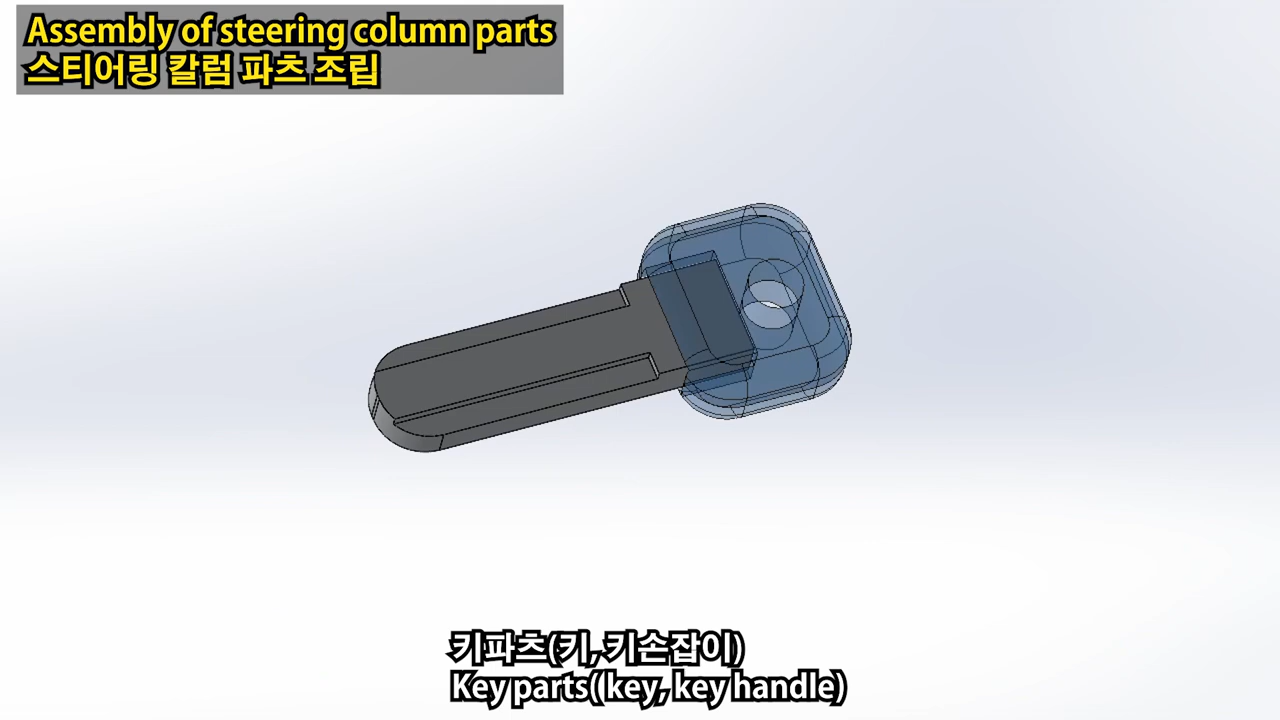 Assembly of steering column parts
스티어링 칼럼 파츠 조립
키파츠(키, 키손잡이)
Key parts((key, key handle)